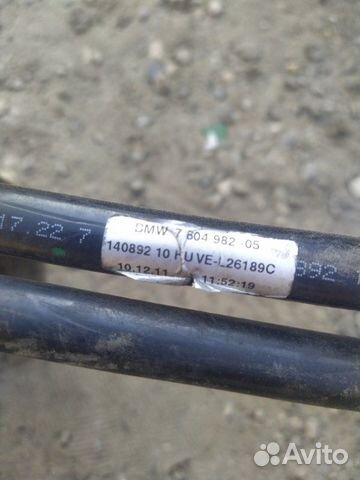 17.22 7
BMW 7 804 982 -05
140892 10 HU VE-L26189C
10.12.11 11:52:19
892
Avito